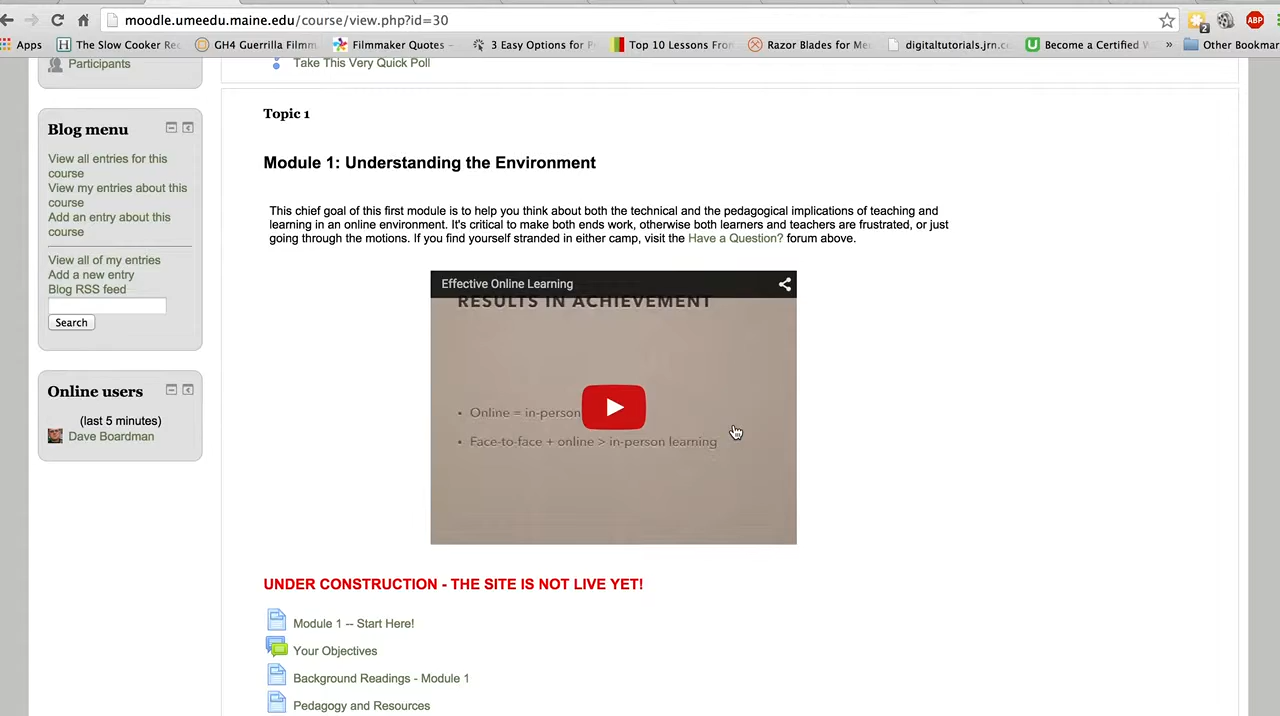 moodle.umeedu.maine.edu/course/view.php?id=30
ABP
2
Apps
The Slow Cooker Re
GH4 Guerrilla Filmm
Filmmaker Quotes -
3 Easy Options for F
Top 10 Lessons From
Razor Blades for Me
digitaltutorials.jrn.c
Become a Certified
»
Other Bookmar
Participants
Take This Very Quick Poll
Blog menu
View all entries for this
course
View my entries about this
course
Add an entry about this
course
View all of my entries
Add a new entry
Blog RSS feed
Search
Online users
(last 5 minutes)
Dave Boardman
Topic 1
Module 1: Understanding the Environment
This chief goal of this first module is to help you think about both the technical and the pedagogical implications of teaching and
learning in an online environment. It's critical to make both ends work, otherwise both learners and teachers are frustrated, or just
going through the motions. If you find yourself stranded in either camp, visit the Have a Question? forum above.
Effective Online Learning
RESULTS IN ACHIEVEMENT
• Online = in-person
• Face-to-face + online > in-person learning
UNDER CONSTRUCTION - THE SITE IS NOT LIVE YET!
Module 1 -- Start Here!
Your Objectives
Background Readings - Module 1
Pedagogy and Resources